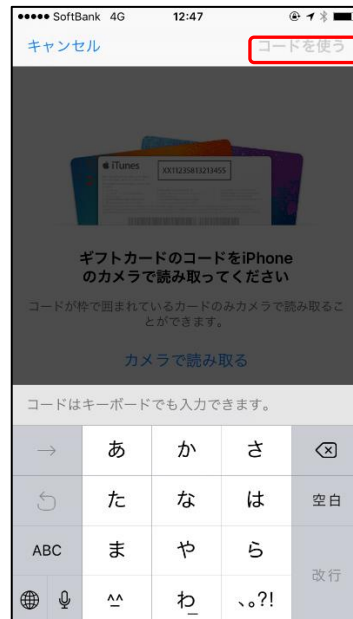 SoftBank 4G 12:47
キャンセル コードを使う
iTunes XX11235813213455
ギフトカードのコードをiPhone
のカメラで読み取ってください
コードが枠で囲まれているカードのみカメラで読み取るこ
とができます。
カメラで読み取る
コードはキーボードでも入力できます。
→ あ か さ
た な は 空白
ABC ま や ら
^^ わ 、。?! 改行